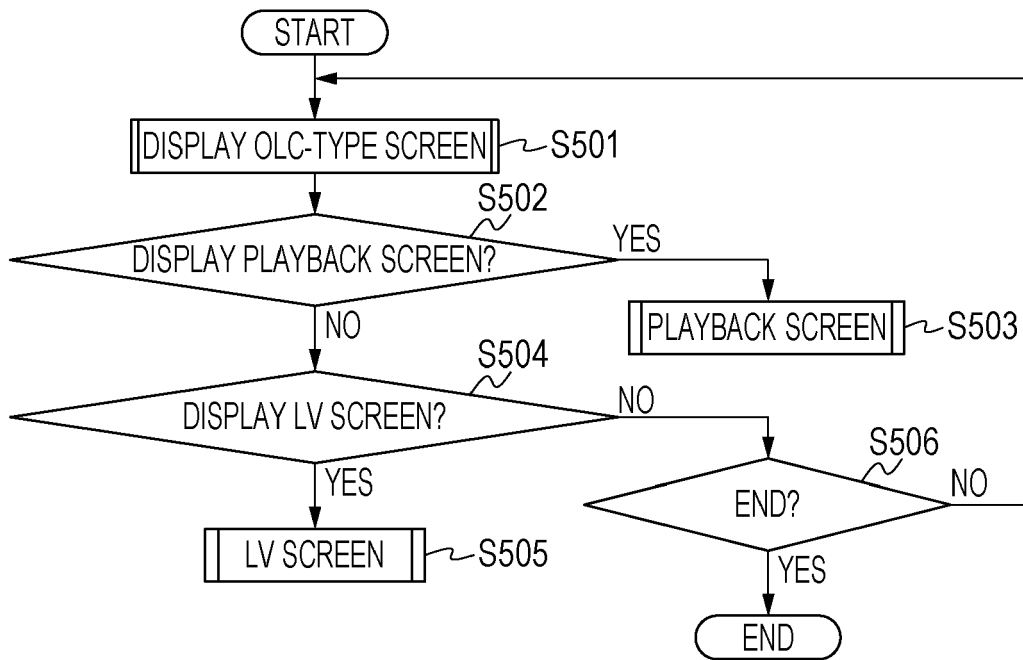 START
DISPLAY OLC-TYPE SCREEN
S501
S502
DISPLAY PLAYBACK SCREEN?
YES
NO
PLAYBACK SCREEN
S503
S504
DISPLAY LV SCREEN?
NO
YES
S506
END?
NO
LV SCREEN
S505
YES
END